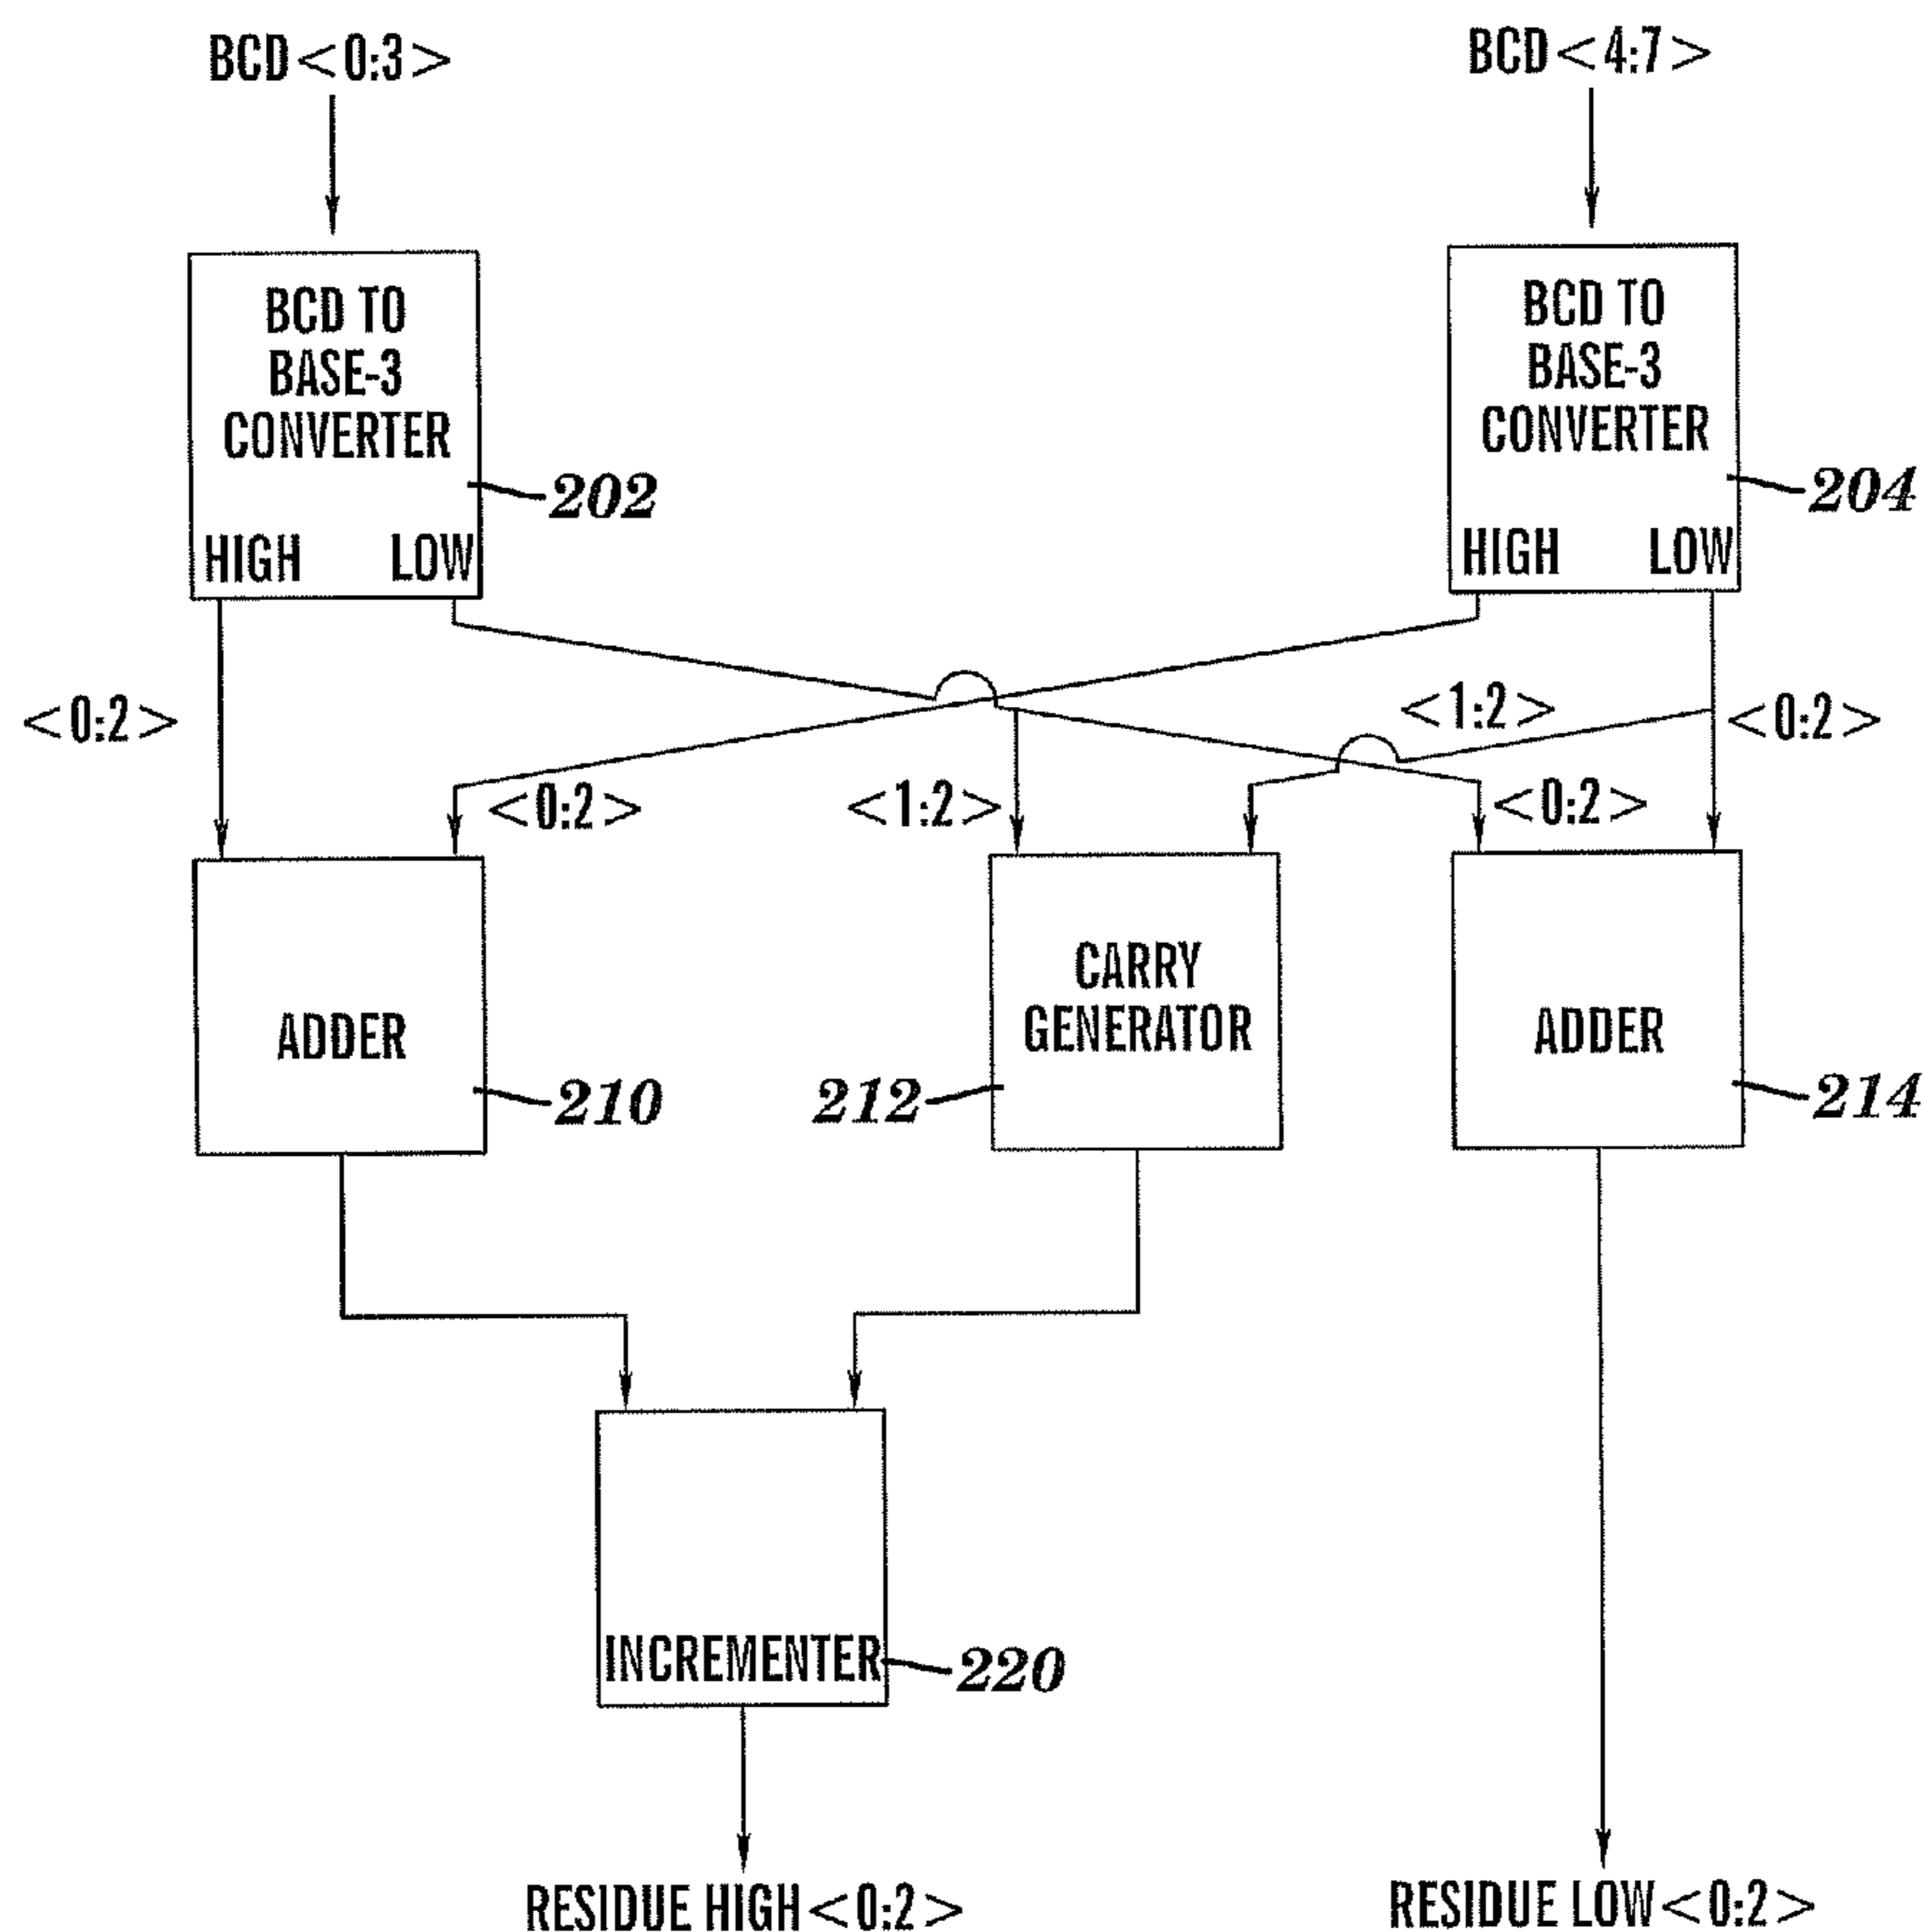 BCD<0:3>
BCD<4:7>
BCD TO
BASE-3
CONVERTER
202
HIGH LOW
BCD TO
BASE-3
CONVERTER
204
HIGH LOW
<0:2>
<0:2>
<1:2>
<1:2>
<0:2>
<0:2>
ADDER
210
CARRY
GENERATOR
212
ADDER
214
INCREMENTER
220
RESIDUE HIGH<0:2>
RESIDUE LOW<0:2>